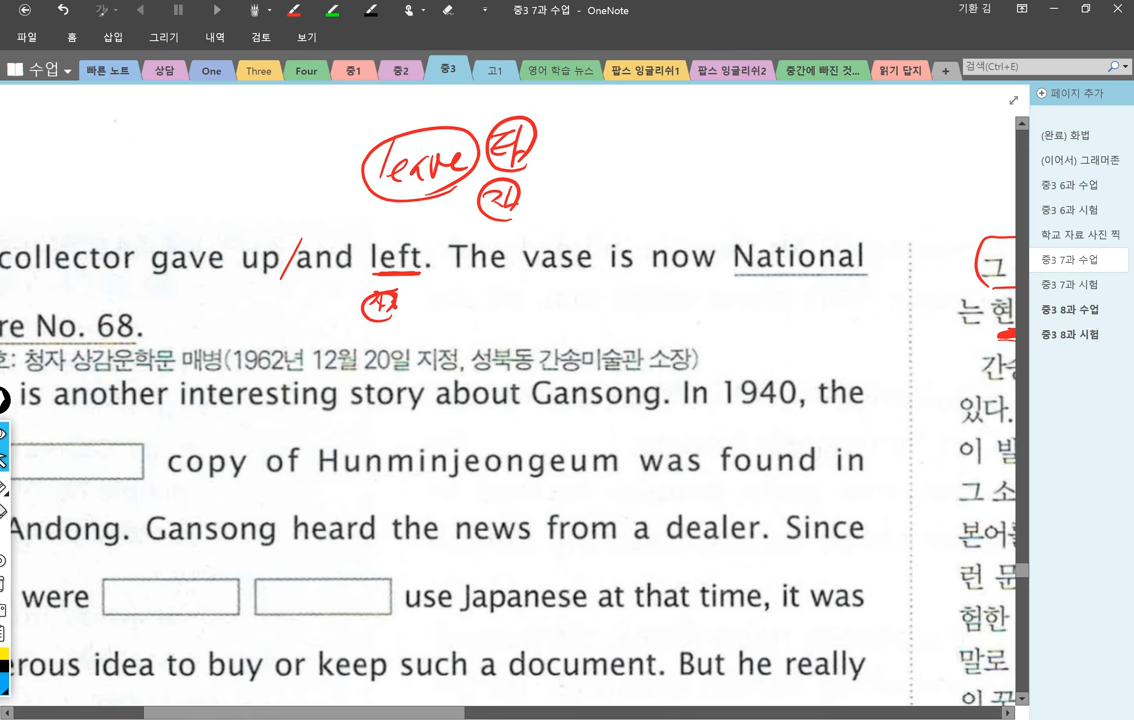 중3 7과 수업 - OneNote
기환 김
파일 홈 삽입 그리기 내역 검토 보기
수업 빠른 노트 상담 One Three Four 중1 중2 중3 고1 영어 학습 뉴스 팝스 잉글리쉬1 팝스 잉글리쉬2 중간에 빠진 것... 읽기 답지 + 검색(Ctrl+E)
페이지 추가
(완료) 화법
(이어서) 그래머존
중3 6과 수업
중3 6과 시험
학교 자료 사진 찍
중3 7과 수업
중3 7과 시험
중3 8과 수업
중3 8과 시험
leave 타
자
collector gave up / and left. The vase is now National
re No. 68.
호: 청자 상감운학문 매병(1962년 12월 20일 지정, 성북동 간송미술관 소장)
is another interesting story about Gansong. In 1940, the
copy of Hunminjeongeum was found in
Andong. Gansong heard the news from a dealer. Since
were use Japanese at that time, it was
erous idea to buy or keep such a document. But he really
그
는 현
간송
있다.
이 발
그 소
본어를
런 문
험한
말로